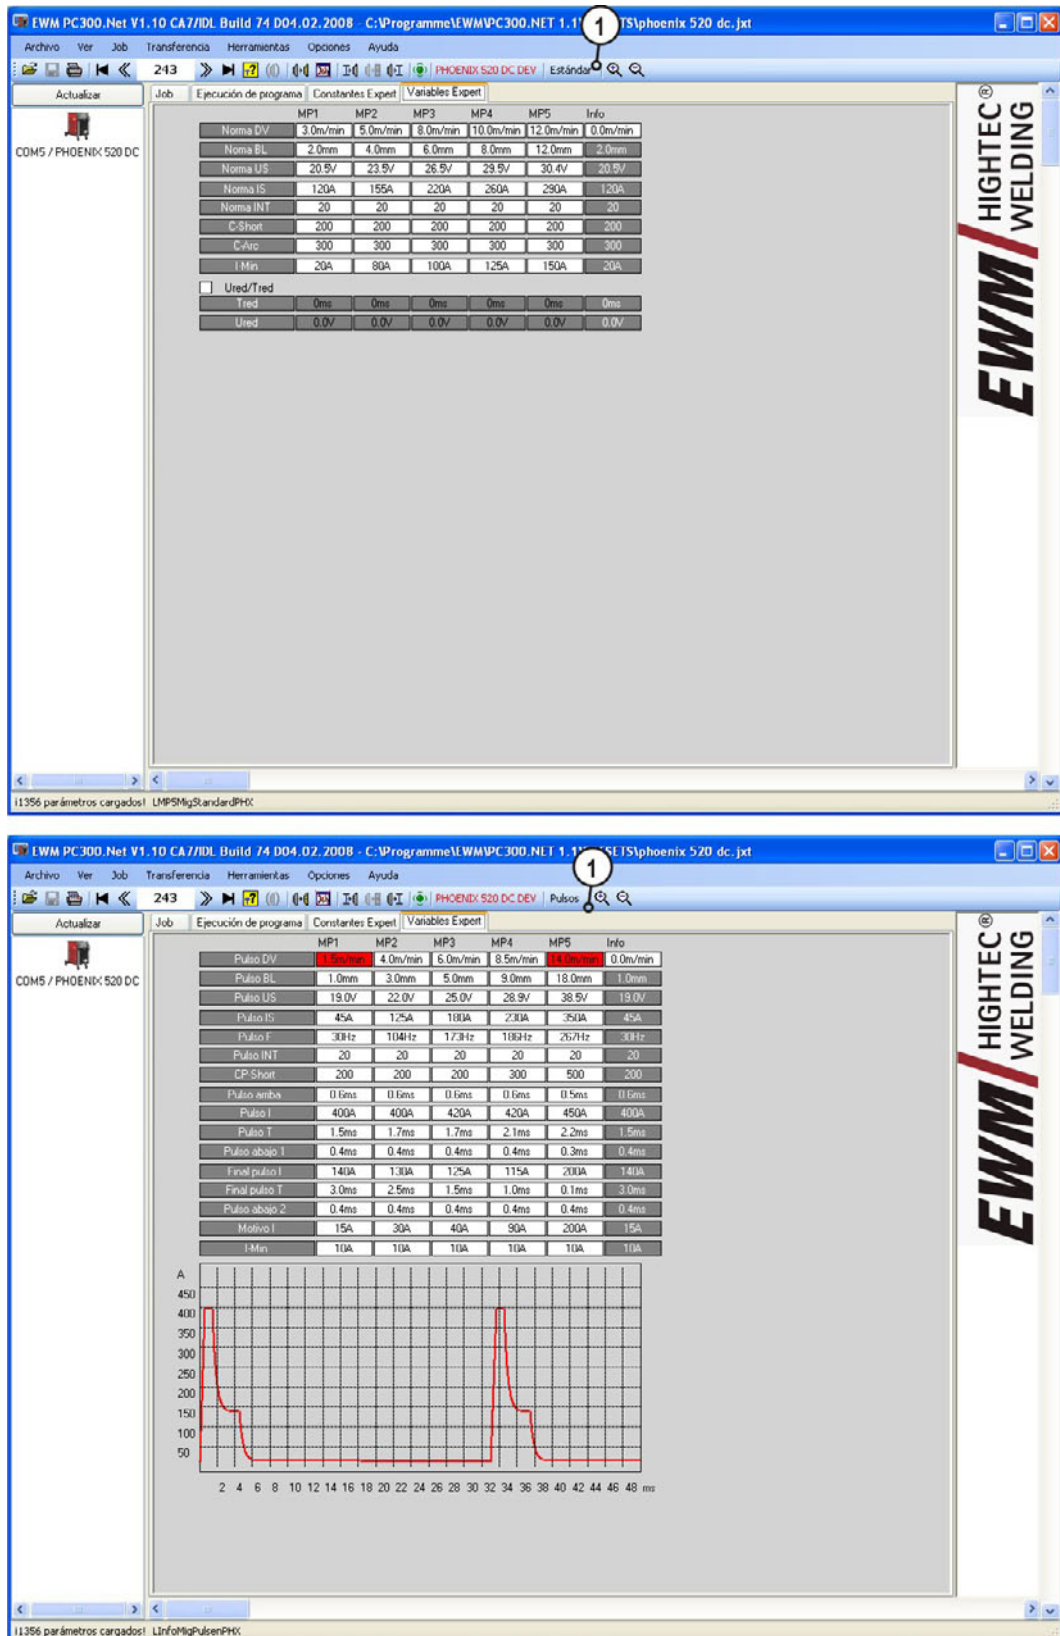 EWM PC300.Net V1.10 CA7/IDL Build 74 D04.02.2008 - C:\Programme\EWM\PC300.NET 1.1\ SETS\phoenix 520 dc.jxt
1
Archivo Ver Job Transferencia Herramientas Opciones Ayuda
243 PHOENIX 520 DC DEV Estándar
Actualizar
COM5 / PHOENIX 520 DC
Job Ejecución de programa Constantes Expert Variables Expert
MP1 MP2 MP3 MP4 MP5 Info
Norma DV 3.0m/min 5.0m/min 8.0m/min 10.0m/min 12.0m/min 0.0m/min
Noma BL 2.0mm 4.0mm 6.0mm 8.0mm 12.0mm 2.0mm
Norma US 20.5V 23.5V 26.5V 29.5V 30.4V 20.5V
Norma IS 120A 155A 220A 260A 290A 120A
Norma INT 20 20 20 20 20 20
C-Short 200 200 200 200 200 200
C-Arc 300 300 300 300 300 300
I-Min 20A 80A 100A 125A 150A 20A
Ured/Tred
Tred 0ms 0ms 0ms 0ms 0ms 0ms
Ured 0.0V 0.0V 0.0V 0.0V 0.0V 0.0V
EWM HIGHTEC® WELDING
¡1356 parámetros cargados! LMP5MigStandardPHX
EWM PC300.Net V1.10 CA7/IDL Build 74 D04.02.2008 - C:\Programme\EWM\PC300.NET 1.1\ SETS\phoenix 520 dc.jxt
1
Archivo Ver Job Transferencia Herramientas Opciones Ayuda
243 PHOENIX 520 DC DEV Pulsos
Actualizar
COM5 / PHOENIX 520 DC
Job Ejecución de programa Constantes Expert Variables Expert
MP1 MP2 MP3 MP4 MP5 Info
Pulso DV 1.5m/min 4.0m/min 6.0m/min 8.5m/min 14.0m/min 0.0m/min
Pulso BL 1.0mm 3.0mm 5.0mm 9.0mm 18.0mm 1.0mm
Pulso US 19.0V 22.0V 25.0V 28.9V 38.5V 19.0V
Pulso IS 45A 125A 180A 230A 350A 45A
Pulso F 30Hz 104Hz 173Hz 186Hz 267Hz 30Hz
Pulso INT 20 20 20 20 20 20
CP-Short 200 200 200 300 500 200
Pulso arriba 0.6ms 0.6ms 0.6ms 0.6ms 0.5ms 0.6ms
Pulso I 400A 400A 420A 420A 450A 400A
Pulso T 1.5ms 1.7ms 1.7ms 2.1ms 2.2ms 1.5ms
Pulso abajo 1 0.4ms 0.4ms 0.4ms 0.4ms 0.3ms 0.4ms
Final pulso I 140A 130A 125A 115A 200A 140A
Final pulso T 3.0ms 2.5ms 1.5ms 1.0ms 0.1ms 3.0ms
Pulso abajo 2 0.4ms 0.4ms 0.4ms 0.4ms 0.4ms 0.4ms
Motivo I 15A 30A 40A 90A 200A 15A
I-Min 10A 10A 10A 10A 10A 10A
A
450
400
350
300
250
200
150
100
50
2 4 6 8 10 12 14 16 18 20 22 24 26 28 30 32 34 36 38 40 42 44 46 48 ms
EWM HIGHTEC® WELDING
¡1356 parámetros cargados! LInfoMigPulsenPHX